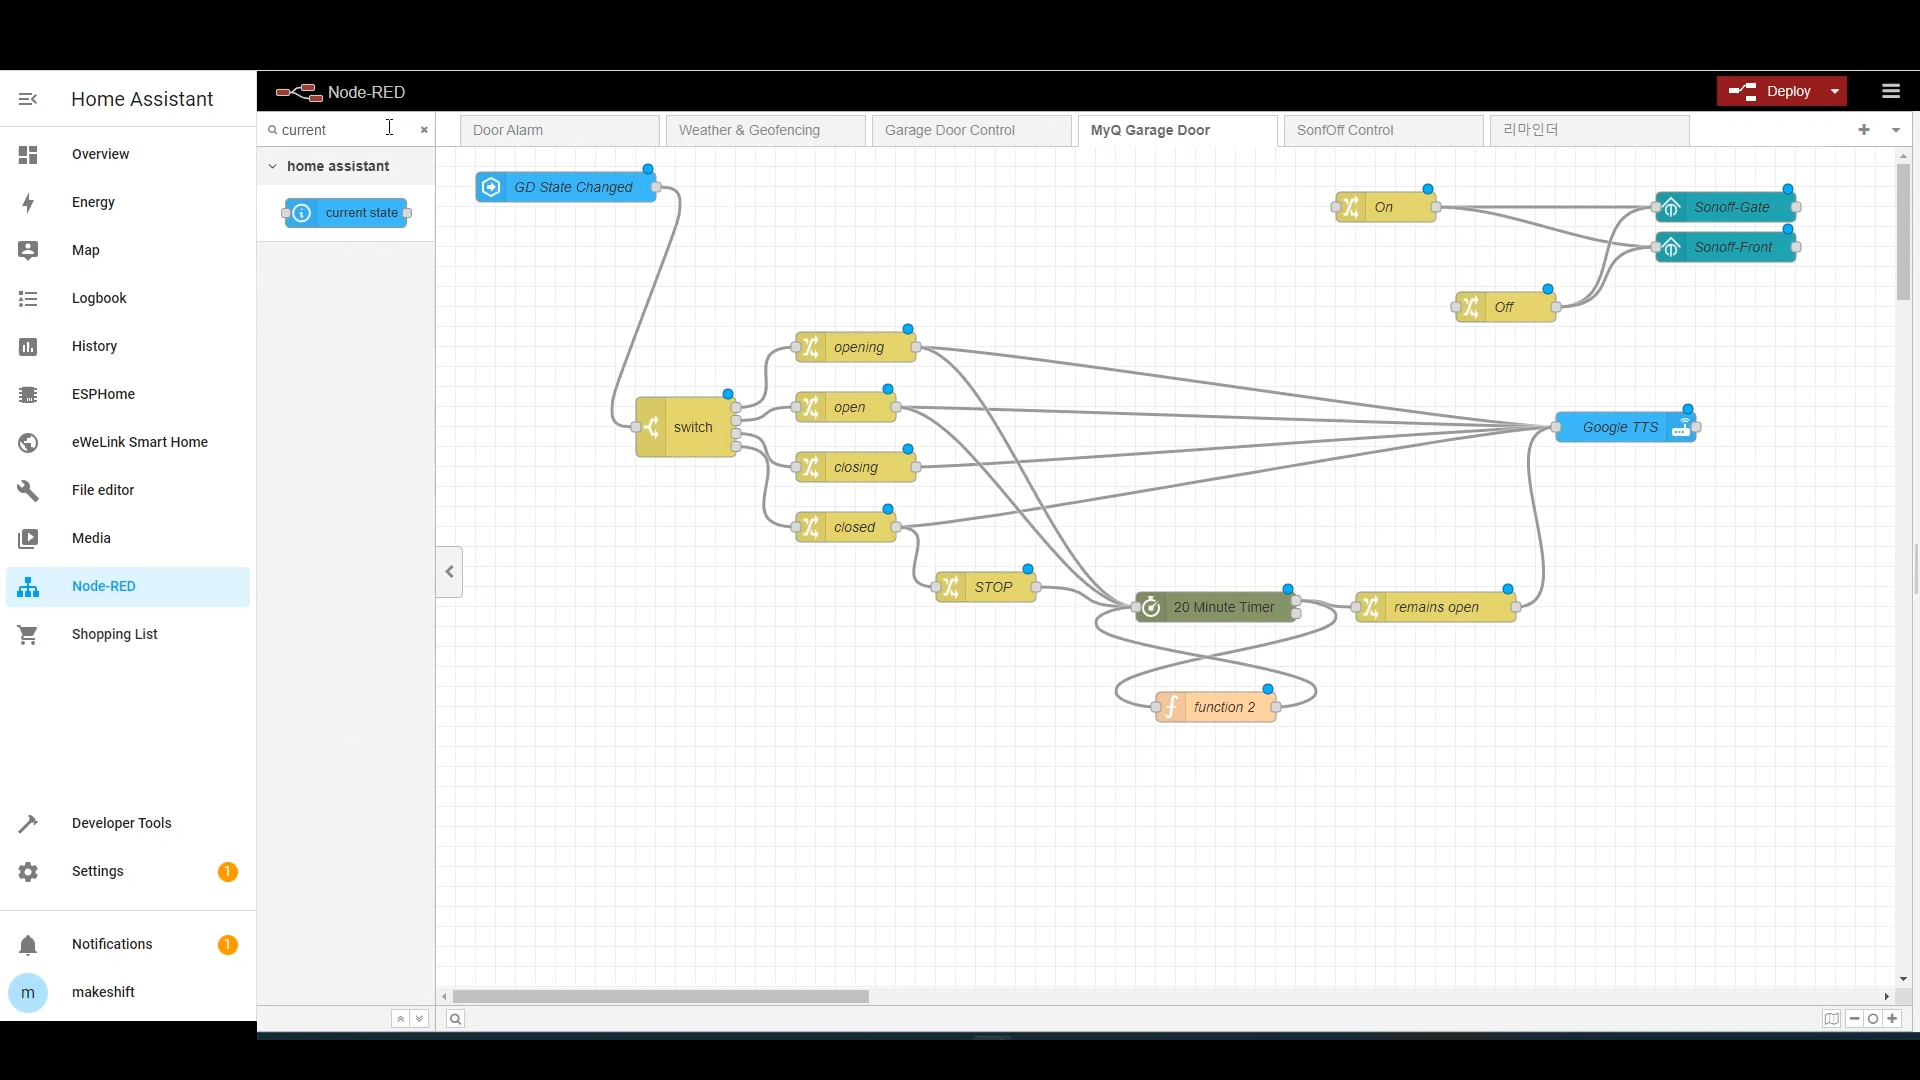 Home Assistant
Node-RED
Deploy
current
Door Alarm
Weather & Geofencing
Garage Door Control
MyQ Garage Door
SonfOff Control
리마인더
Overview
Energy
Map
Logbook
History
ESPHome
eWeLink Smart Home
File editor
Media
Node-RED
Shopping List
Developer Tools
Settings
1
Notifications
1
m
makeshift
home assistant
current state
GD State Changed
On
Sonoff-Gate
Sonoff-Front
Off
opening
open
switch
Google TTS
closing
closed
STOP
20 Minute Timer
remains open
function 2